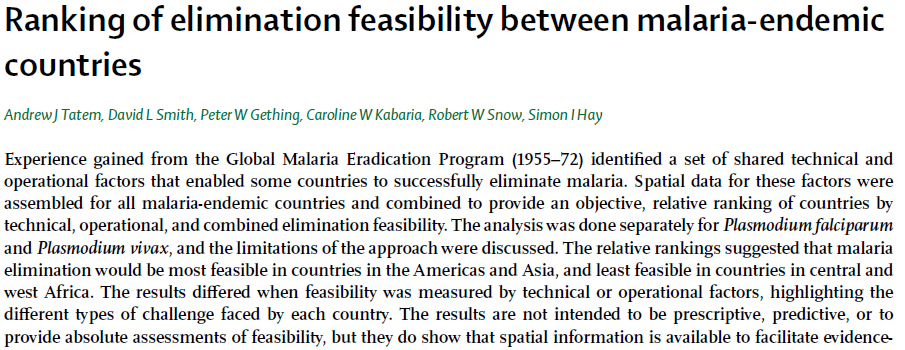 Ranking of elimination feasibility between malaria-endemic
countries
Andrew J Tatem, David L Smith, Peter W Gething, Caroline W Kabaria, Robert W Snow, Simon I Hay
Experience gained from the Global Malaria Eradication Program (1955–72) identified a set of shared technical and
operational factors that enabled some countries to successfully eliminate malaria. Spatial data for these factors were
assembled for all malaria-endemic countries and combined to provide an objective, relative ranking of countries by
technical, operational, and combined elimination feasibility. The analysis was done separately for Plasmodium falciparum
and Plasmodium vivax, and the limitations of the approach were discussed. The relative rankings suggested that malaria
elimination would be most feasible in countries in the Americas and Asia, and least feasible in countries in central and
west Africa. The results differed when feasibility was measured by technical or operational factors, highlighting the
different types of challenge faced by each country. The results are not intended to be prescriptive, predictive, or to
provide absolute assessments of feasibility, but they do show that spatial information is available to facilitate evidence-